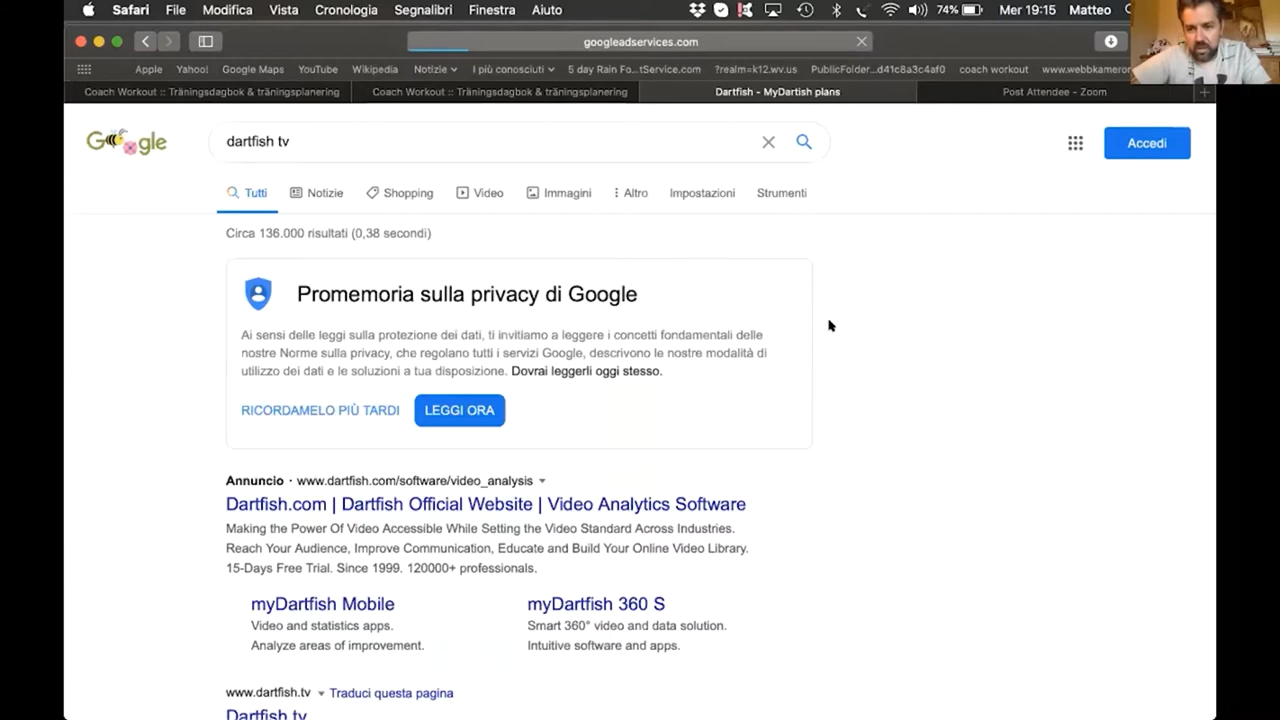 Safari File Modifica Vista Cronologia Segnalibri Finestra Aiuto 74% Mer 19:15 Matteo
googleadservices.com
Apple Yahoo! Google Maps YouTube Wikipedia Notizie I più conosciuti 5 day Rain Fo...tService.com ?realm=k12.wv.us PublicFolder...d41c8a3c4af0 coach workout www.webbkameror
Coach Workout :: Träningsdagbok & träningsplanering Coach Workout :: Träningsdagbok & träningsplanering Dartfish - MyDartish plans Post Attendee - Zoom
Google dartfish tv Accedi
Tutti Notizie Shopping Video Immagini Altro Impostazioni Strumenti
Circa 136.000 risultati (0,38 secondi)
Promemoria sulla privacy di Google
Ai sensi delle leggi sulla protezione dei dati, ti invitiamo a leggere i concetti fondamentali delle
nostre Norme sulla privacy, che regolano tutti i servizi Google, descrivono le nostre modalità di
utilizzo dei dati e le soluzioni a tua disposizione. Dovrai leggerli oggi stesso.
RICORDAMELO PIÙ TARDI LEGGI ORA
Annuncio · www.dartfish.com/software/video_analysis
Dartfish.com | Dartfish Official Website | Video Analytics Software
Making the Power Of Video Accessible While Setting the Video Standard Across Industries.
Reach Your Audience, Improve Communication, Educate and Build Your Online Video Library.
15-Days Free Trial. Since 1999. 120000+ professionals.
myDartfish Mobile myDartfish 360 S
Video and statistics apps. Smart 360° video and data solution.
Analyze areas of improvement. Intuitive software and apps.
www.dartfish.tv Traduci questa pagina
Dartfish.tv